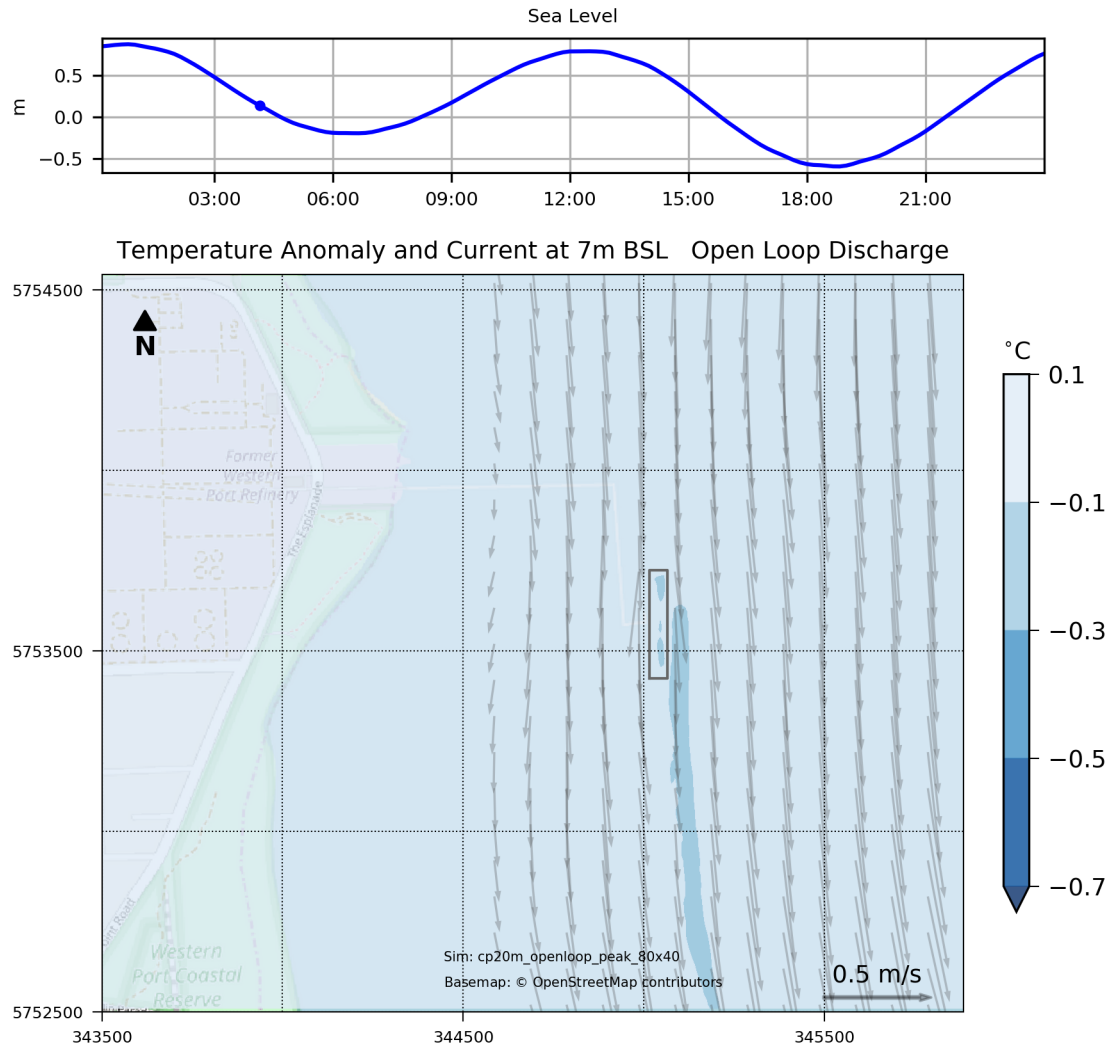 Sea Level
m
0.5
0.0
−0.5
03:00 06:00 09:00 12:00 15:00 18:00 21:00
Temperature Anomaly and Current at 7m BSL Open Loop Discharge
5754500
5753500
5752500
N
Former
Western
Port Refinery
The Esplanade
°C
0.1
−0.1
−0.3
−0.5
−0.7
Road
Western
Port Coastal
Reserve
Sim: cp20m_openloop_peak_80x40
Basemap: © OpenStreetMap contributors
0.5 m/s
343500 344500 345500